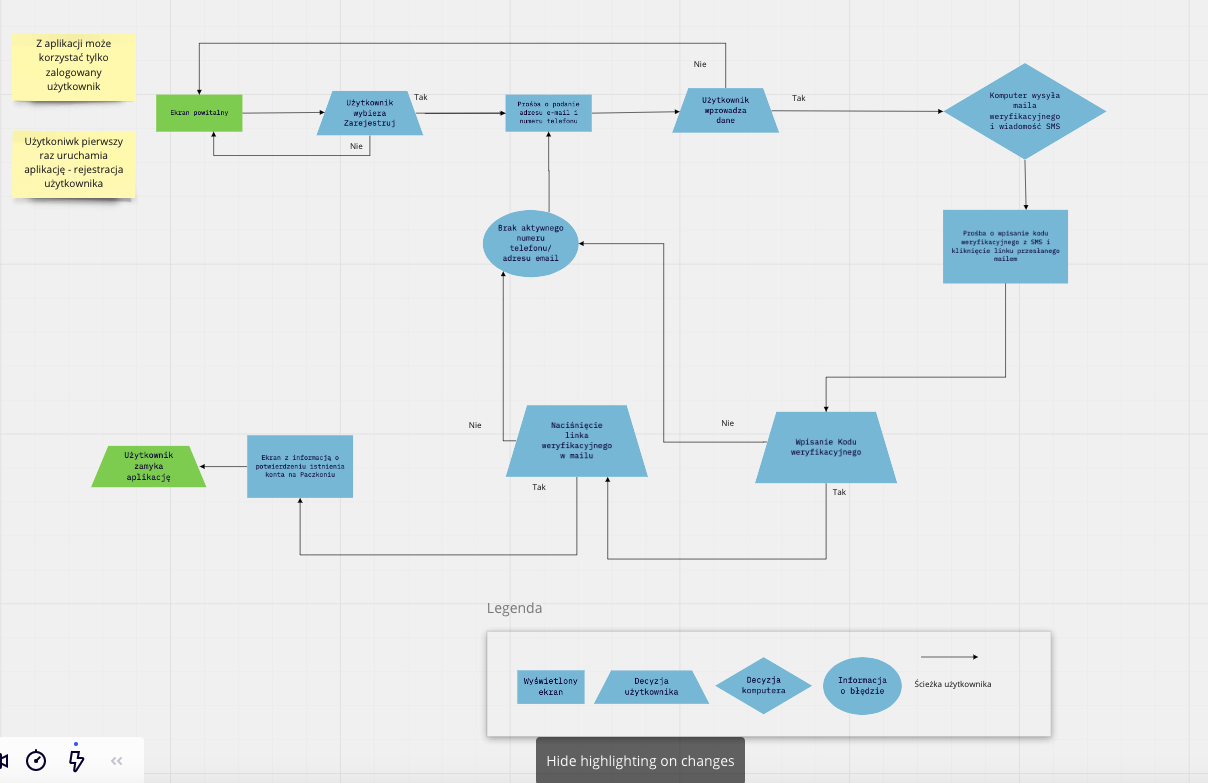 Z aplikacji może
korzystać tylko
zalogowany
użytkownik
Użytkoniwk pierwszy
raz uruchamia
aplikację - rejestracja
użytkownika
Ekran powitalny
Użytkownik
wybiera
Zarejestruj
Tak
Nie
Prośba o podanie
adresu e-mail i
numeru telefonu
Nie
Użytkownik
wprowadza
dane
Tak
Komputer wysyła
maila
weryfikacyjnego
i wiadomość SMS
Prośba o wpisanie kodu
weryfikacyjnego z SMS i
kliknięcie linku przesłanego
mailem
Brak aktywnego
numeru
telefonu/
adresu email
Wpisanie Kodu
weryfikacyjnego
Nie
Tak
Naciśnięcie
linka
weryfikacyjnego
w mailu
Nie
Tak
Ekran z informacją o
potwierdzeniu istnienia
konta na Paczkoniu
Użytkownik
zamyka
aplikację
Legenda
Wyświetlony
ekran
Decyzja
użytkownika
Decyzja
komputera
Informacja
o błędzie
Ścieżka użytkownika
Hide highlighting on changes